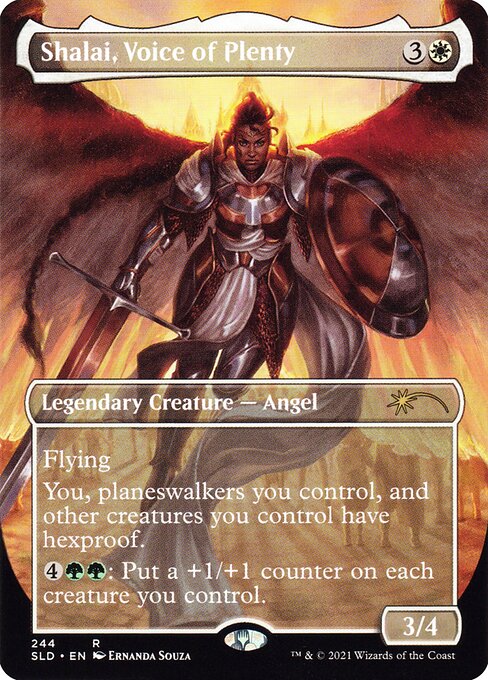 Shalai, Voice of Plenty 3
Legendary Creature — Angel
Flying
You, planeswalkers you control, and
other creatures you control have
hexproof.
4: Put a +1/+1 counter on each
creature you control.
3/4
244 R
SLD • EN Ernanda Souza
™ & © 2021 Wizards of the Coast